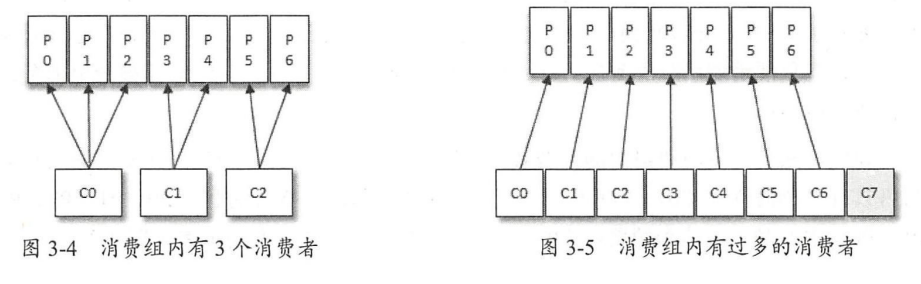 P 0 P 1 P 2 P 3 P 4 P 5 P 6
C0 C1 C2
图 3-4 消费组内有 3 个消费者
P 0 P 1 P 2 P 3 P 4 P 5 P 6
C0 C1 C2 C3 C4 C5 C6 C7
图 3-5 消费组内有过多的消费者